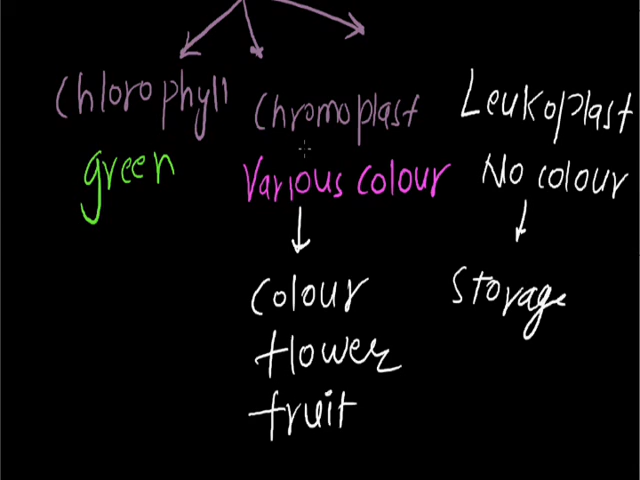 Chlorophyll Chromoplast Leukoplast
green Various colour No colour
Colour Storage
flower
fruit